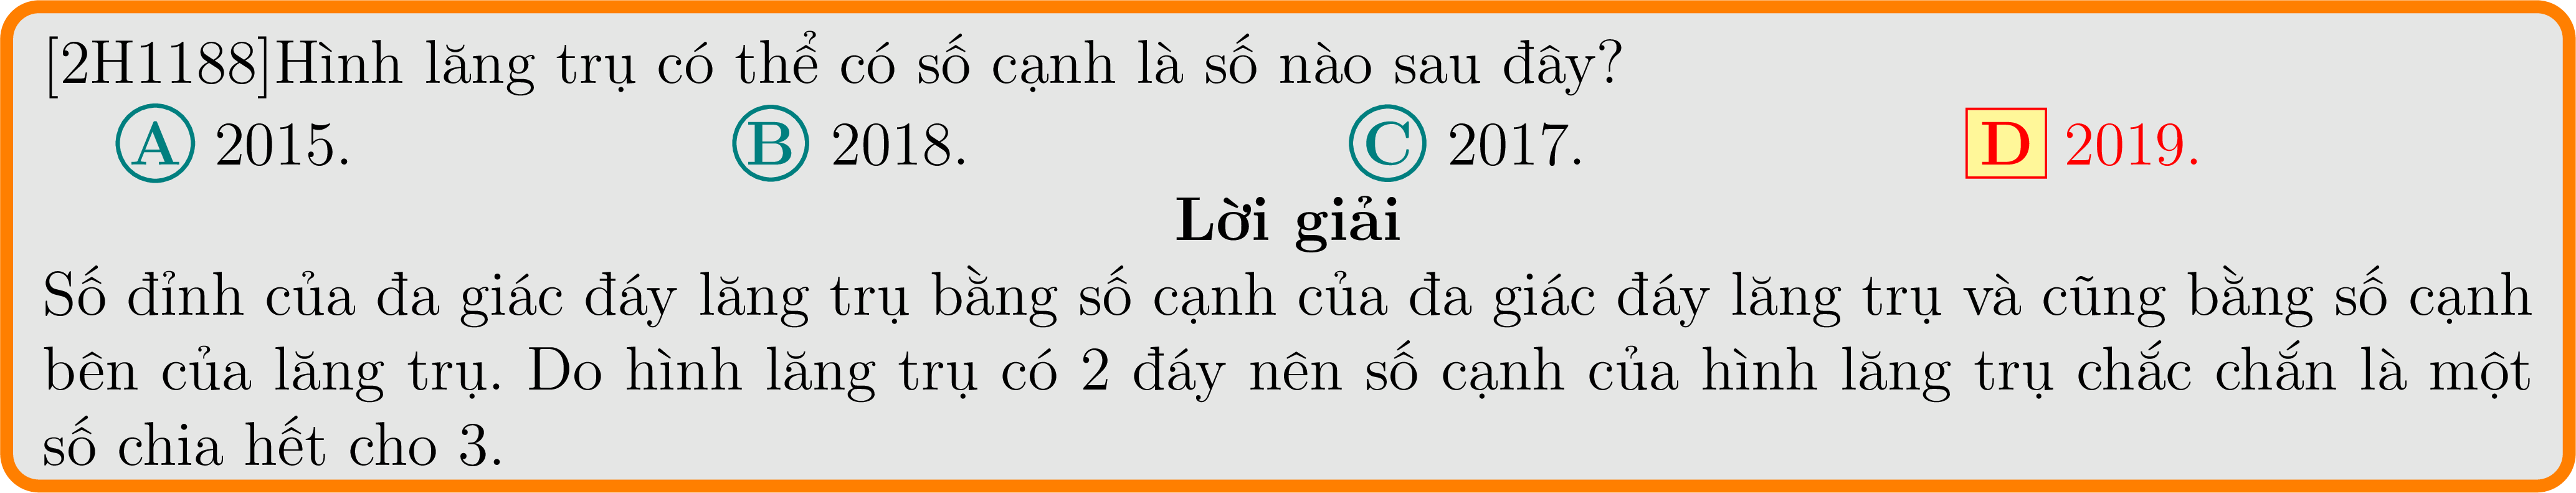 [2H1188]Hình lăng trụ có thể có số cạnh là số nào sau đây?
A 2015. B 2018. C 2017. D 2019.
Lời giải
Số đỉnh của đa giác đáy lăng trụ bằng số cạnh của đa giác đáy lăng trụ và cũng bằng số cạnh
bên của lăng trụ. Do hình lăng trụ có 2 đáy nên số cạnh của hình lăng trụ chắc chắn là một
số chia hết cho 3.